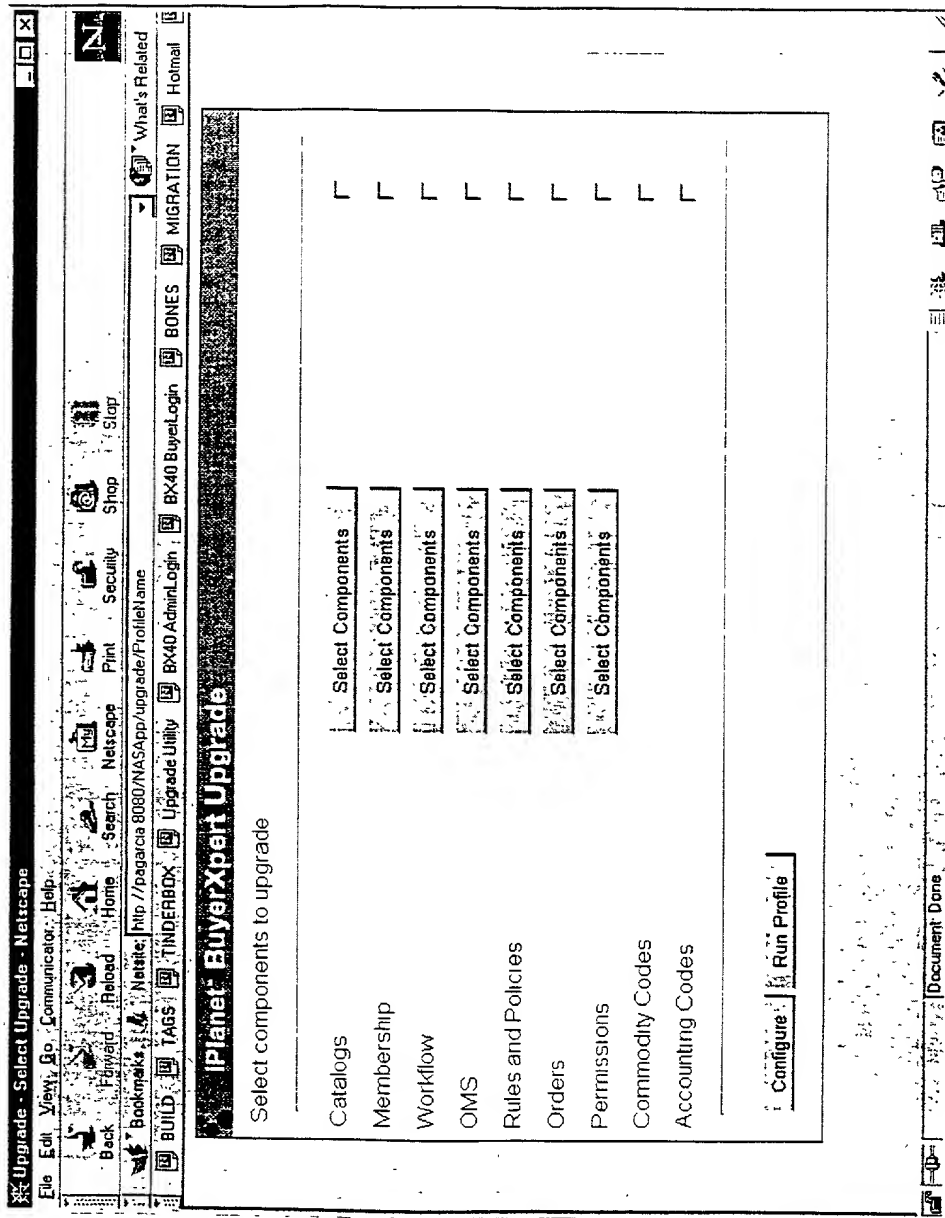 Upgrade - Select Upgrade - Netscape
File Edit View Go Communicator Help
Back Forward Reload Home Search Netscape Print Security Shop Stop
Bookmarks Netsite: http://pagarcia:8080/NASApp/upgrade/ProfileName What's Related
BUILD TAGS TINDERBOX Upgrade Utility BX40 AdminLogin BX40 BuyerLogin BONES MIGRATION Hotmail
iPlanet BuyerXpert Upgrade
Select components to upgrade
Catalogs Select Components
Membership Select Components
Workflow Select Components
OMS Select Components
Rules and Policies Select Components
Orders Select Components
Permissions Select Components
Commodity Codes
Accounting Codes
Configure Run Profile
Document Done